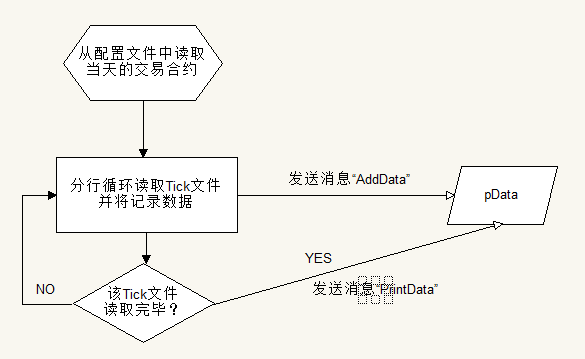 从配置文件中读取
当天的交易合约
分行循环读取Tick文件
并将记录数据
发送消息“AddData”
pData
YES
发送消息“PrintData”
NO
该Tick文件
读取完毕？